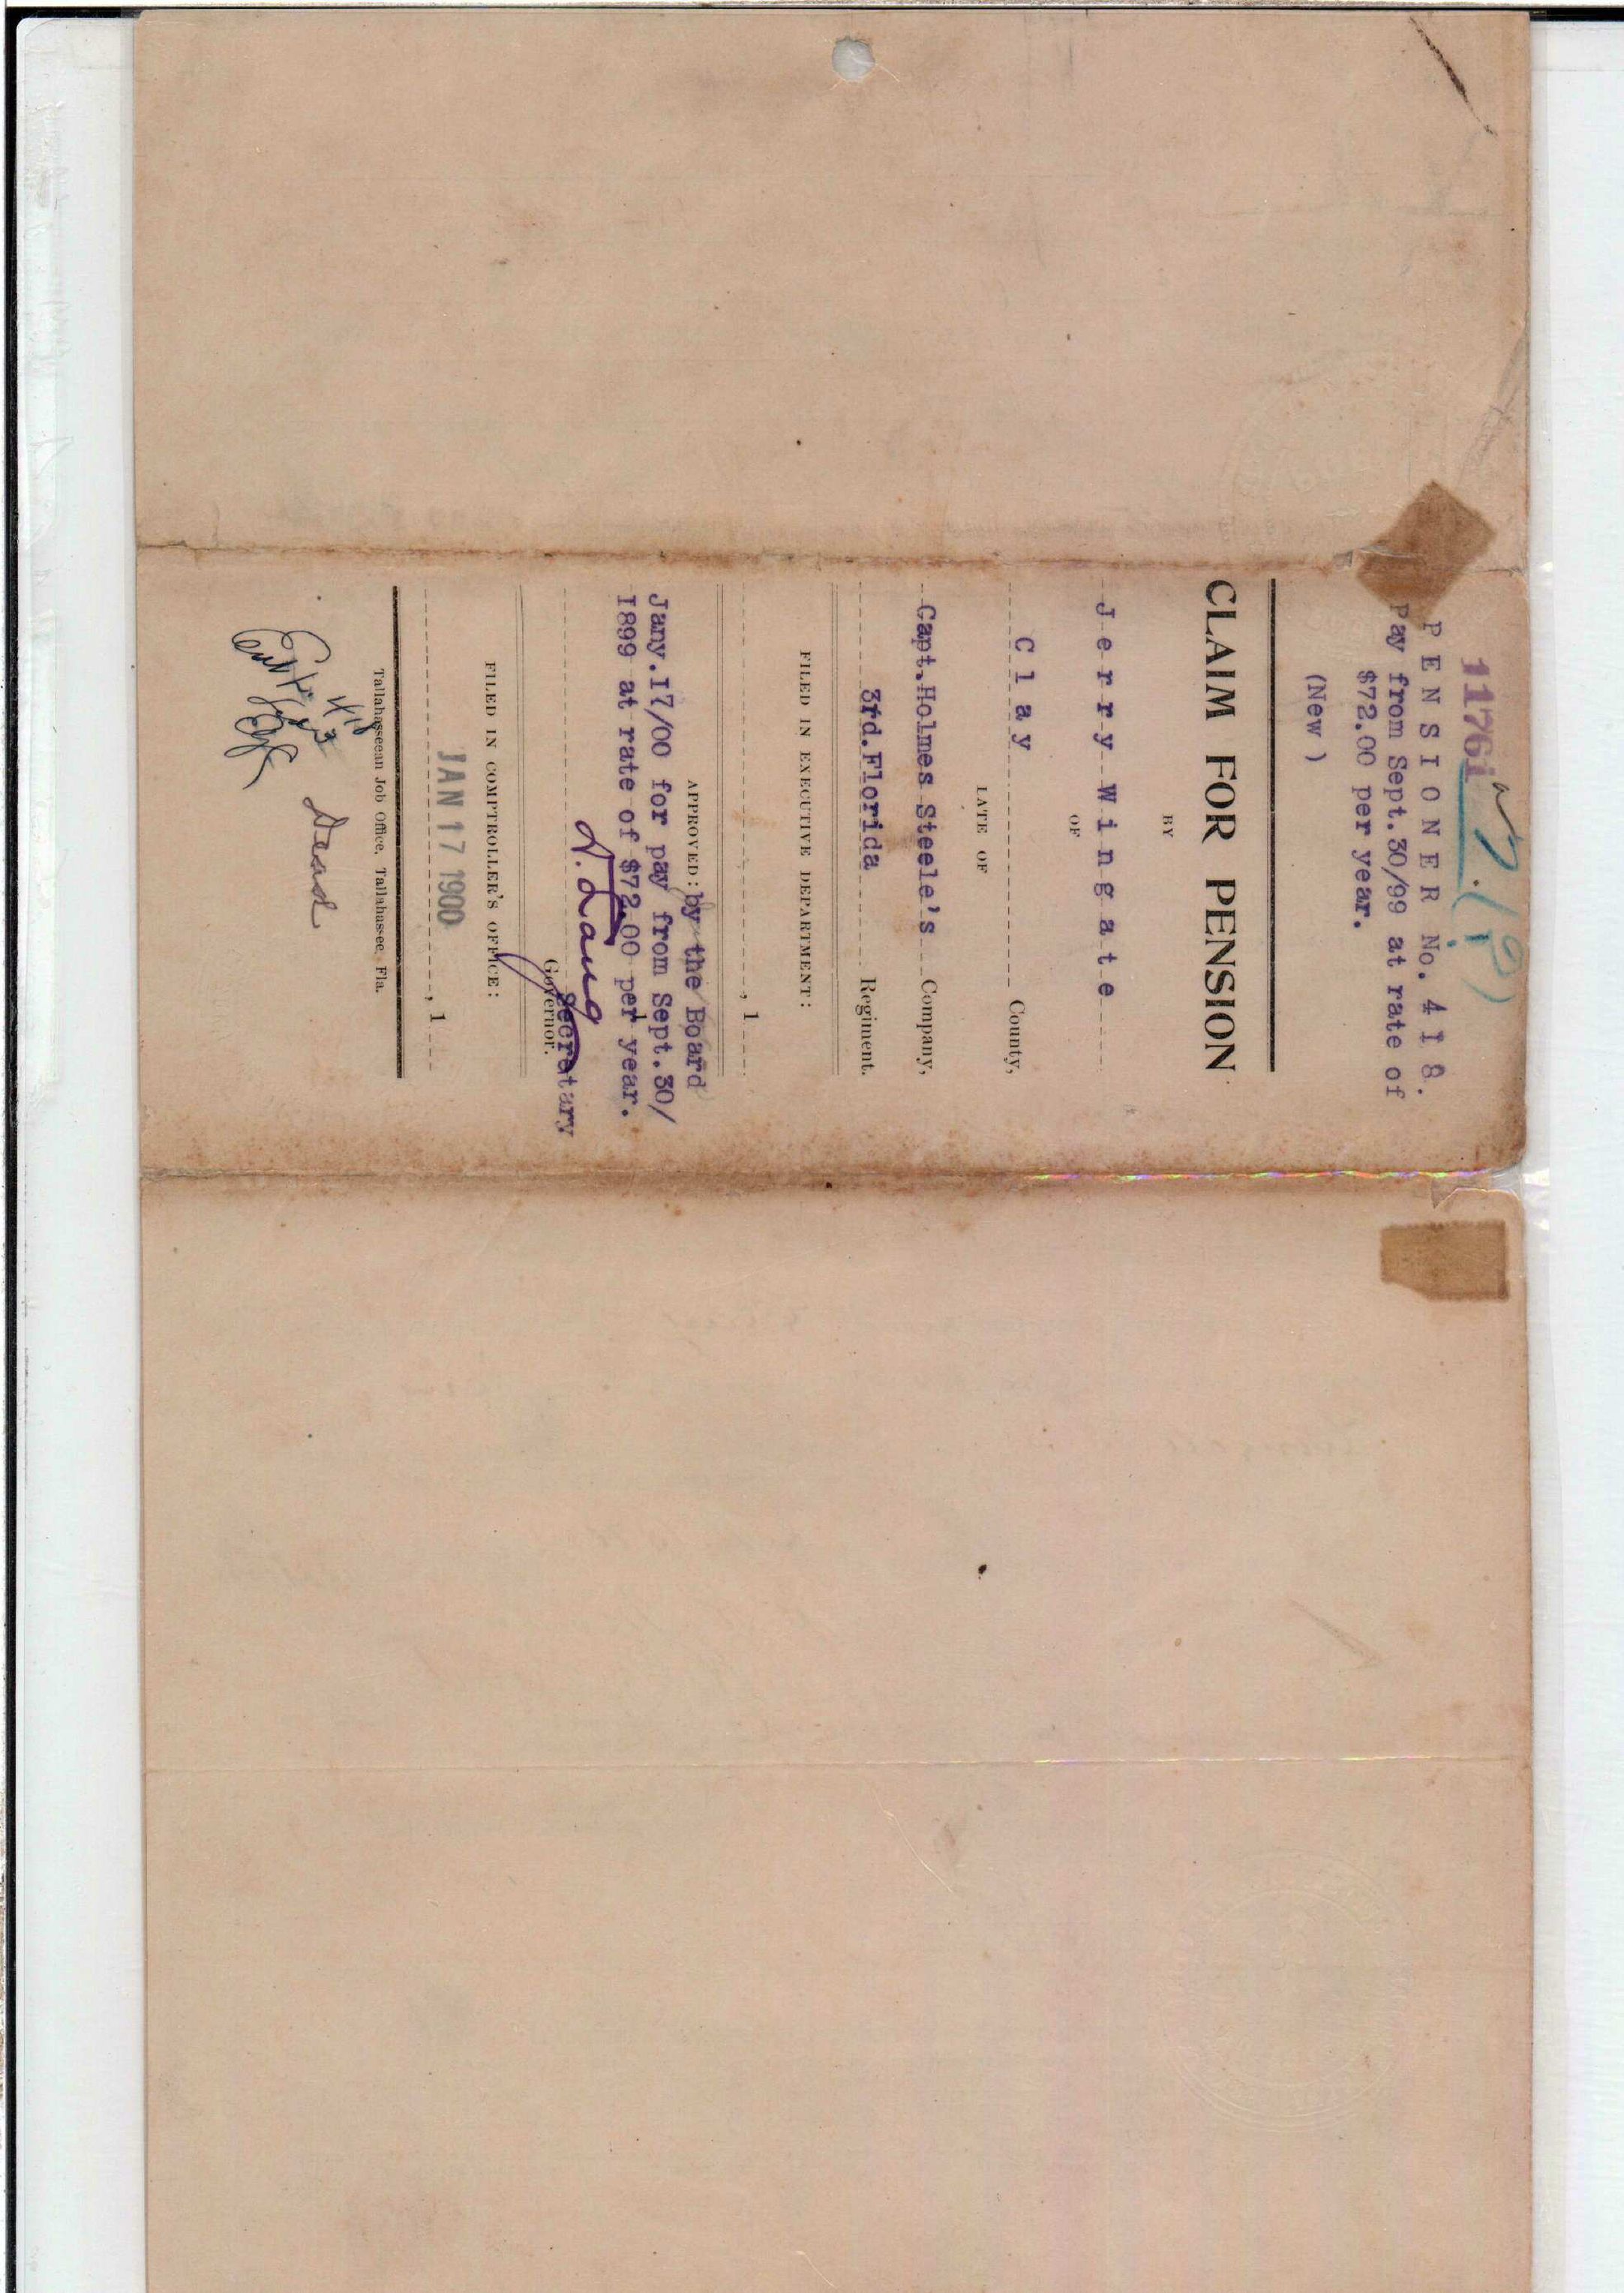 11761
PENSIONER No. 418.
Pay from Sept.30/99 at rate of
$72.00 per year.
(New )
CLAIM FOR PENSION
BY
Jerry Wingate
OF
Clay County,
LATE OF
Capt.Holmes Steele's Company,
3rd.Florida Regiment.
FILED IN EXECUTIVE DEPARTMENT:
, 1
APPROVED: by the Board
Jany.17/00 for pay from Sept.30/
1899 at rate of $72.00 per year.
D. Lang
Secretary
Governor.
FILED IN COMPTROLLER'S OFFICE:
JAN 17 1900 , 1
Tallahasseean Job Office, Tallahassee, Fla.
Dead
418